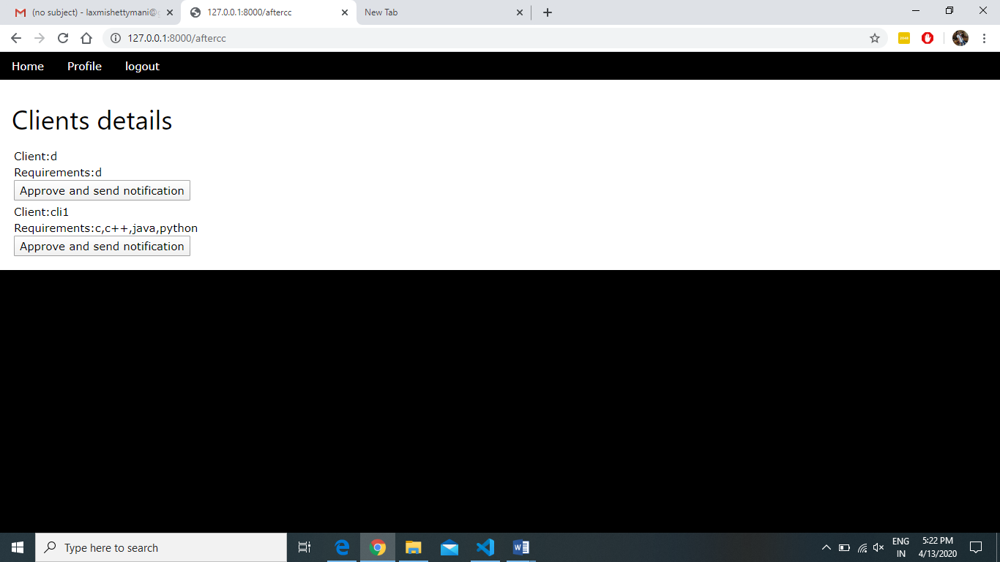 (no subject) - laxmishettymani@g
127.0.0.1:8000/aftercc
New Tab
127.0.0.1:8000/aftercc
Home Profile logout
Clients details
Client:d
Requirements:d
Approve and send notification
Client:cli1
Requirements:c,c++,java,python
Approve and send notification
Type here to search
ENG
IN
5:22 PM
4/13/2020